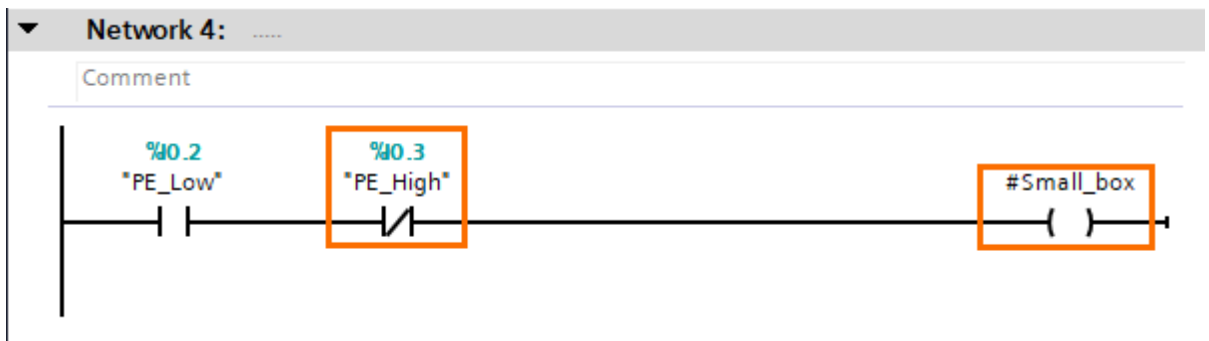 Network 4: .....
Comment
%I0.2 %I0.3
"PE_Low" "PE_High" #Small_box